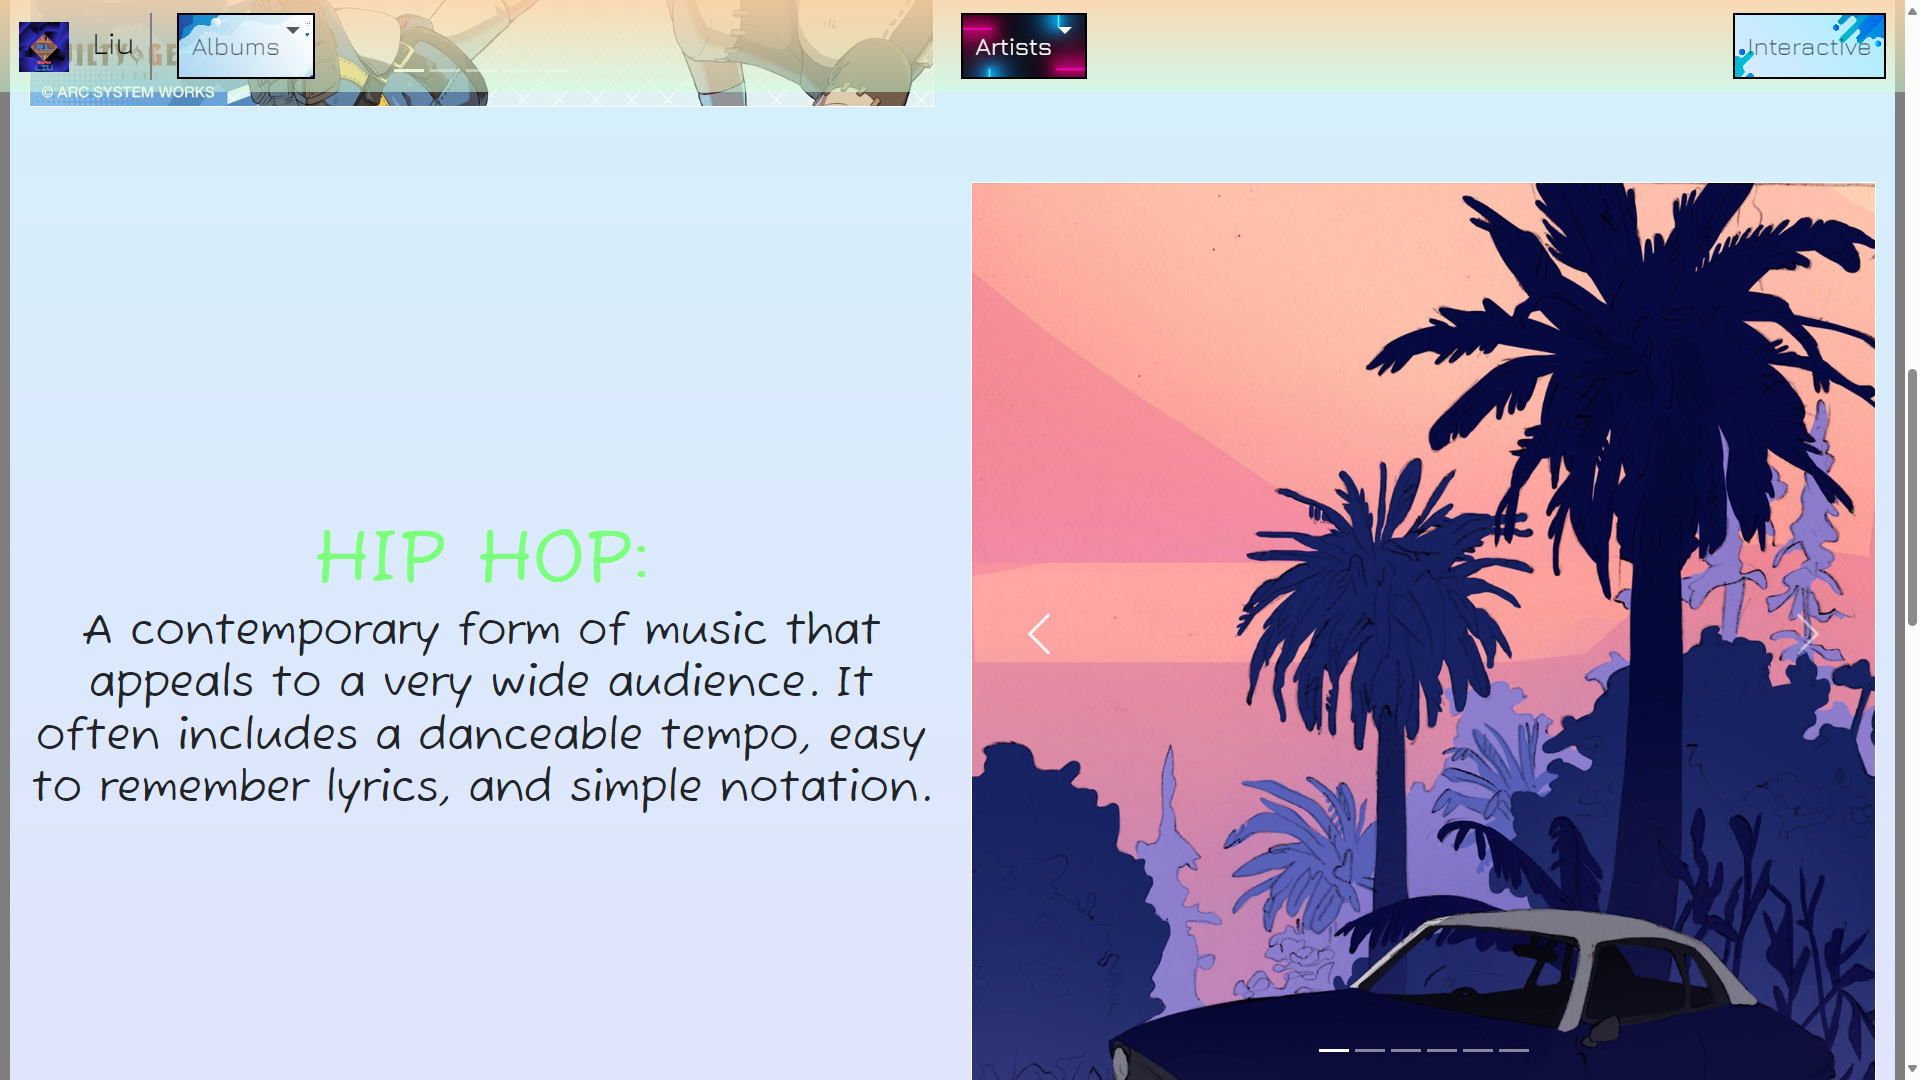 Liu
Albums
Artists
Interactive
© ARC SYSTEM WORKS
HIP HOP:
A contemporary form of music that
appeals to a very wide audience. It
often includes a danceable tempo, easy
to remember lyrics, and simple notation.